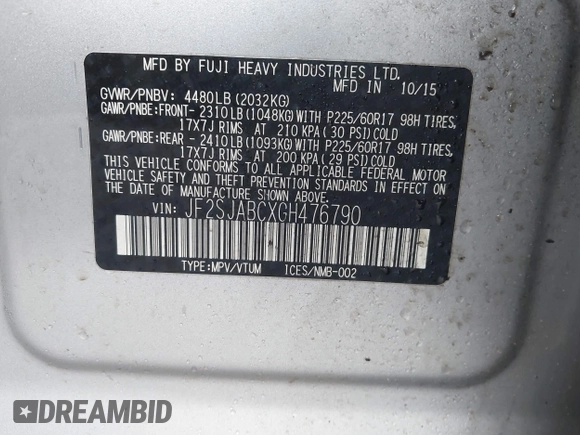 MFD BY FUJI HEAVY INDUSTRIES LTD.
MFD IN 10/15
GVWR/PNBV: 4480LB(2032KG)
GAWR/PNBE:FRONT- 2310LB(1048KG)WITH P225/60R17 98H TIRES,
17X7J RIMS AT 210 KPA( 30 PSI)COLD
GAWR/PNBE:REAR - 2410LB(1093KG)WITH P225/60R17 98H TIRES,
17X7J RIMS AT 200 KPA( 29 PSI)COLD
THIS VEHICLE CONFORMS TO ALL APPLICABLE FEDERAL MOTOR
VEHICLE SAFETY AND THEFT PREVENTION STANDARDS IN EFFECT ON
THE DATE OF MANUFACTURE SHOWN ABOVE.
VIN: JF2SJABCXGH476790
TYPE:MPV/VTUM ICES/NMB-002
DREAMBID